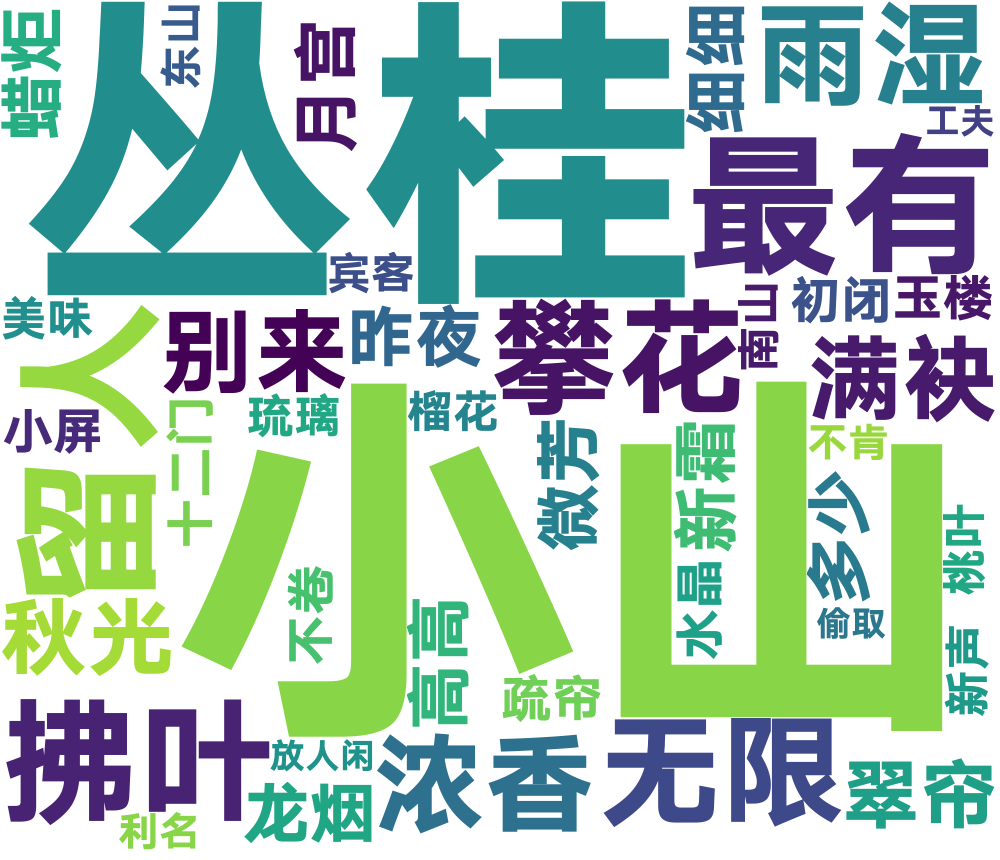 蜡炬
东山
丛桂
月宫
细细
雨湿
工夫
最有
宾客
美味
人
别来
昨夜
攀花
南山
初闭
玉楼
满袂
小屏
十二门
琉璃
榴花
微芳
新霜
不肯
留
小山
多少
桃叶
秋光
不卷
高高
水晶
偷取
新声
疏帘
拂叶
利名
放人闲
龙烟
浓香
无限
翠帘